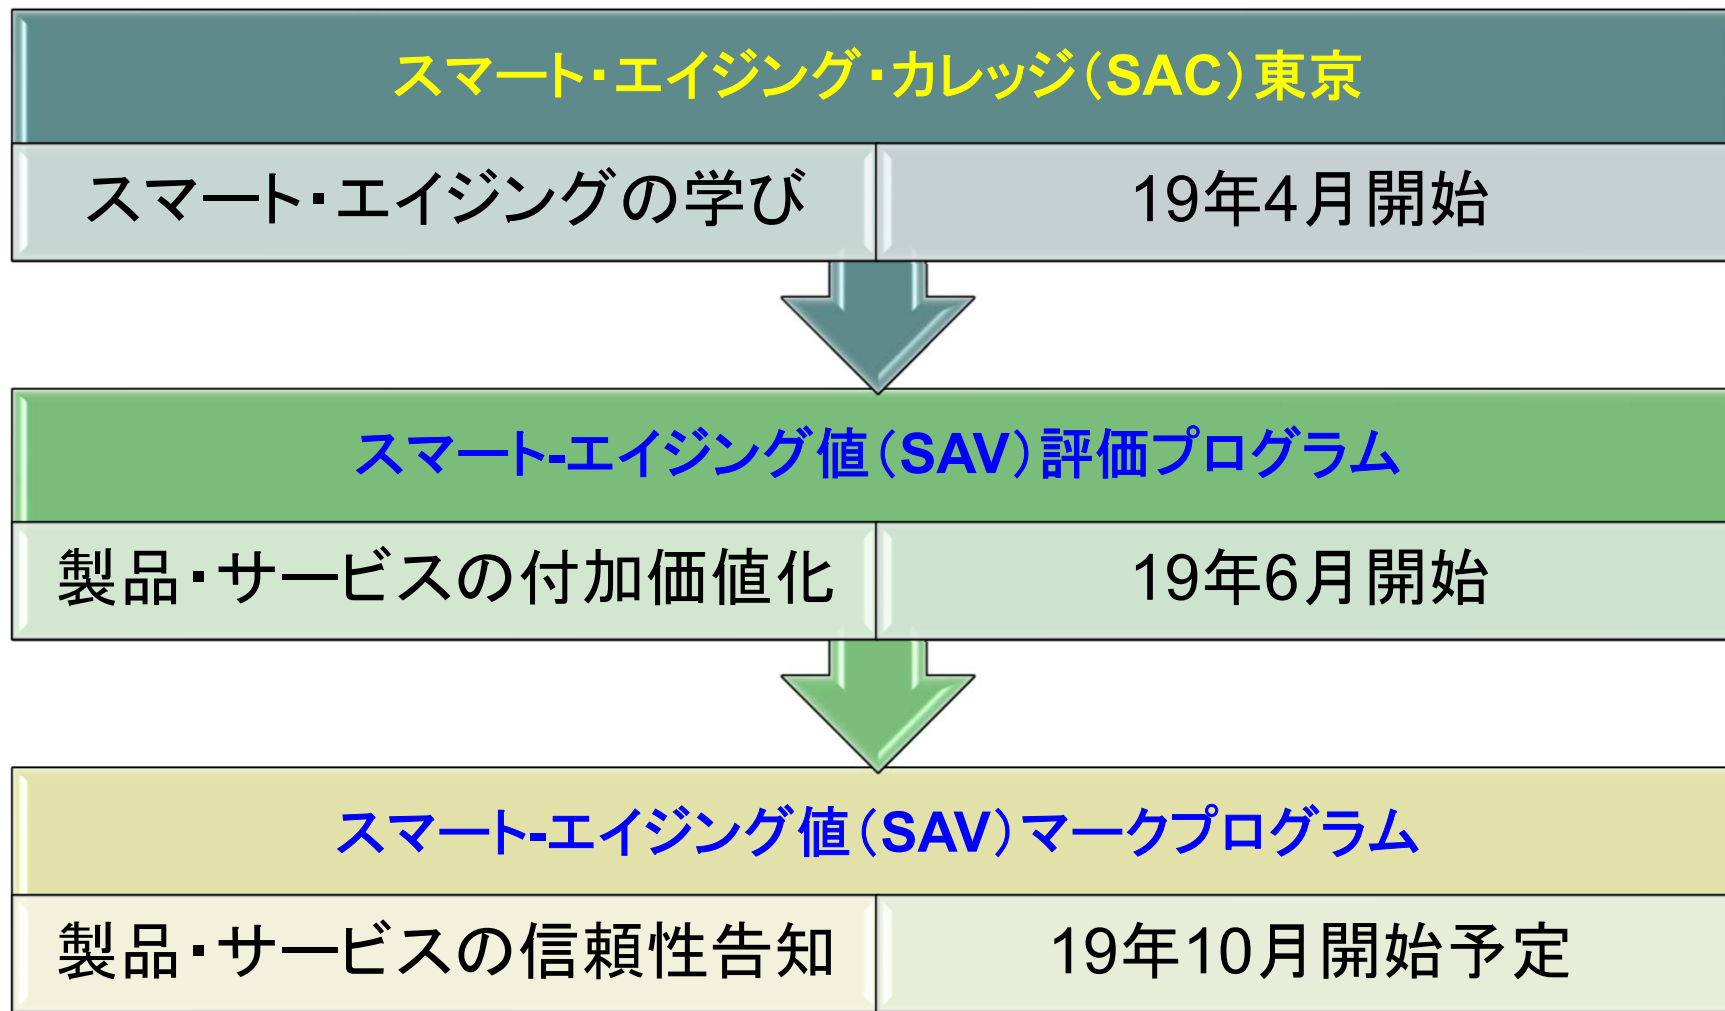 スマート・エイジング・カレッジ（SAC）東京
スマート・エイジングの学び
19年4月開始
スマート-エイジング値（SAV）評価プログラム
製品・サービスの付加価値化
19年6月開始
スマート-エイジング値（SAV）マークプログラム
製品・サービスの信頼性告知
19年10月開始予定